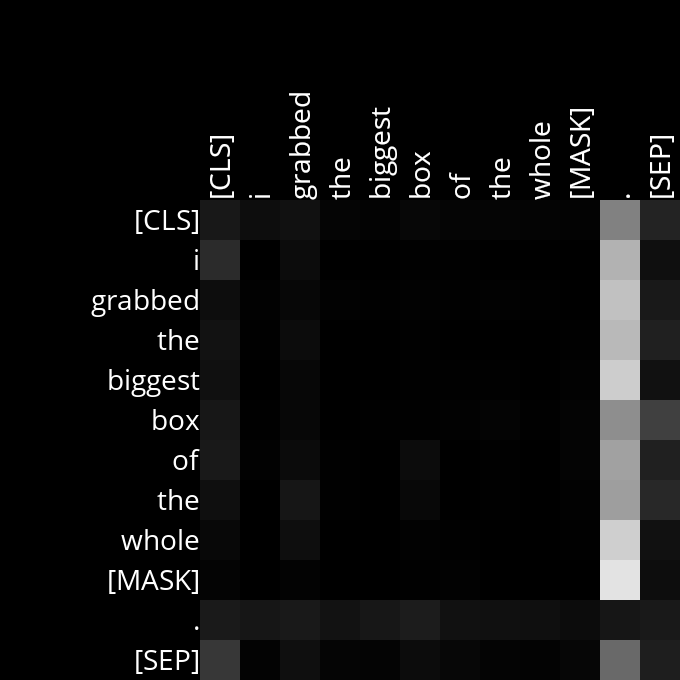 [CLS] i grabbed the biggest box of the whole [MASK] . [SEP]
[CLS]
i
grabbed
the
biggest
box
of
the
whole
[MASK]
.
[SEP]